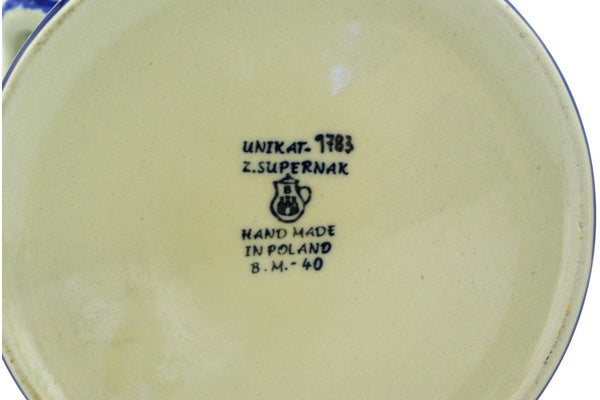 UNIKAT-1783
Z.SUPERNAK
B
HAND MADE
IN POLAND
B.M.-40